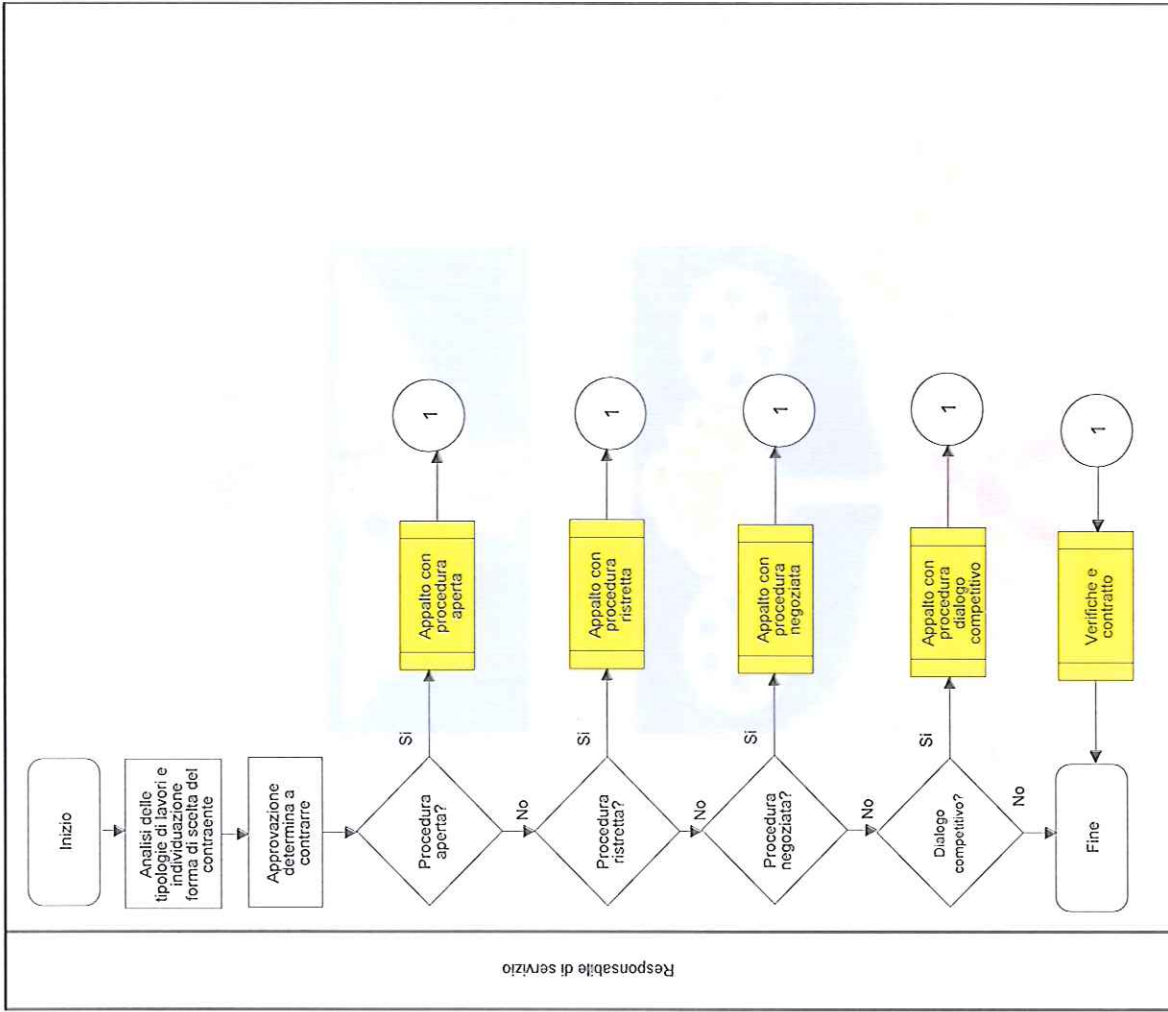 Responsabile di servizio
Inizio
Analisi delle
tipologie di lavori e
individuazione
forma di scelta del
contraente
Approvazione
determina a
contrarre
Procedura
aperta?
Si
No
Appalto con
procedura
aperta
1
Procedura
ristretta?
Si
No
Appalto con
procedura
ristretta
1
Procedura
negoziata?
Si
No
Appalto con
procedura
negoziata
1
Dialogo
competitivo?
Si
No
Appalto con
procedura
dialogo
competitivo
1
Fine
Verifiche e
contratto
1